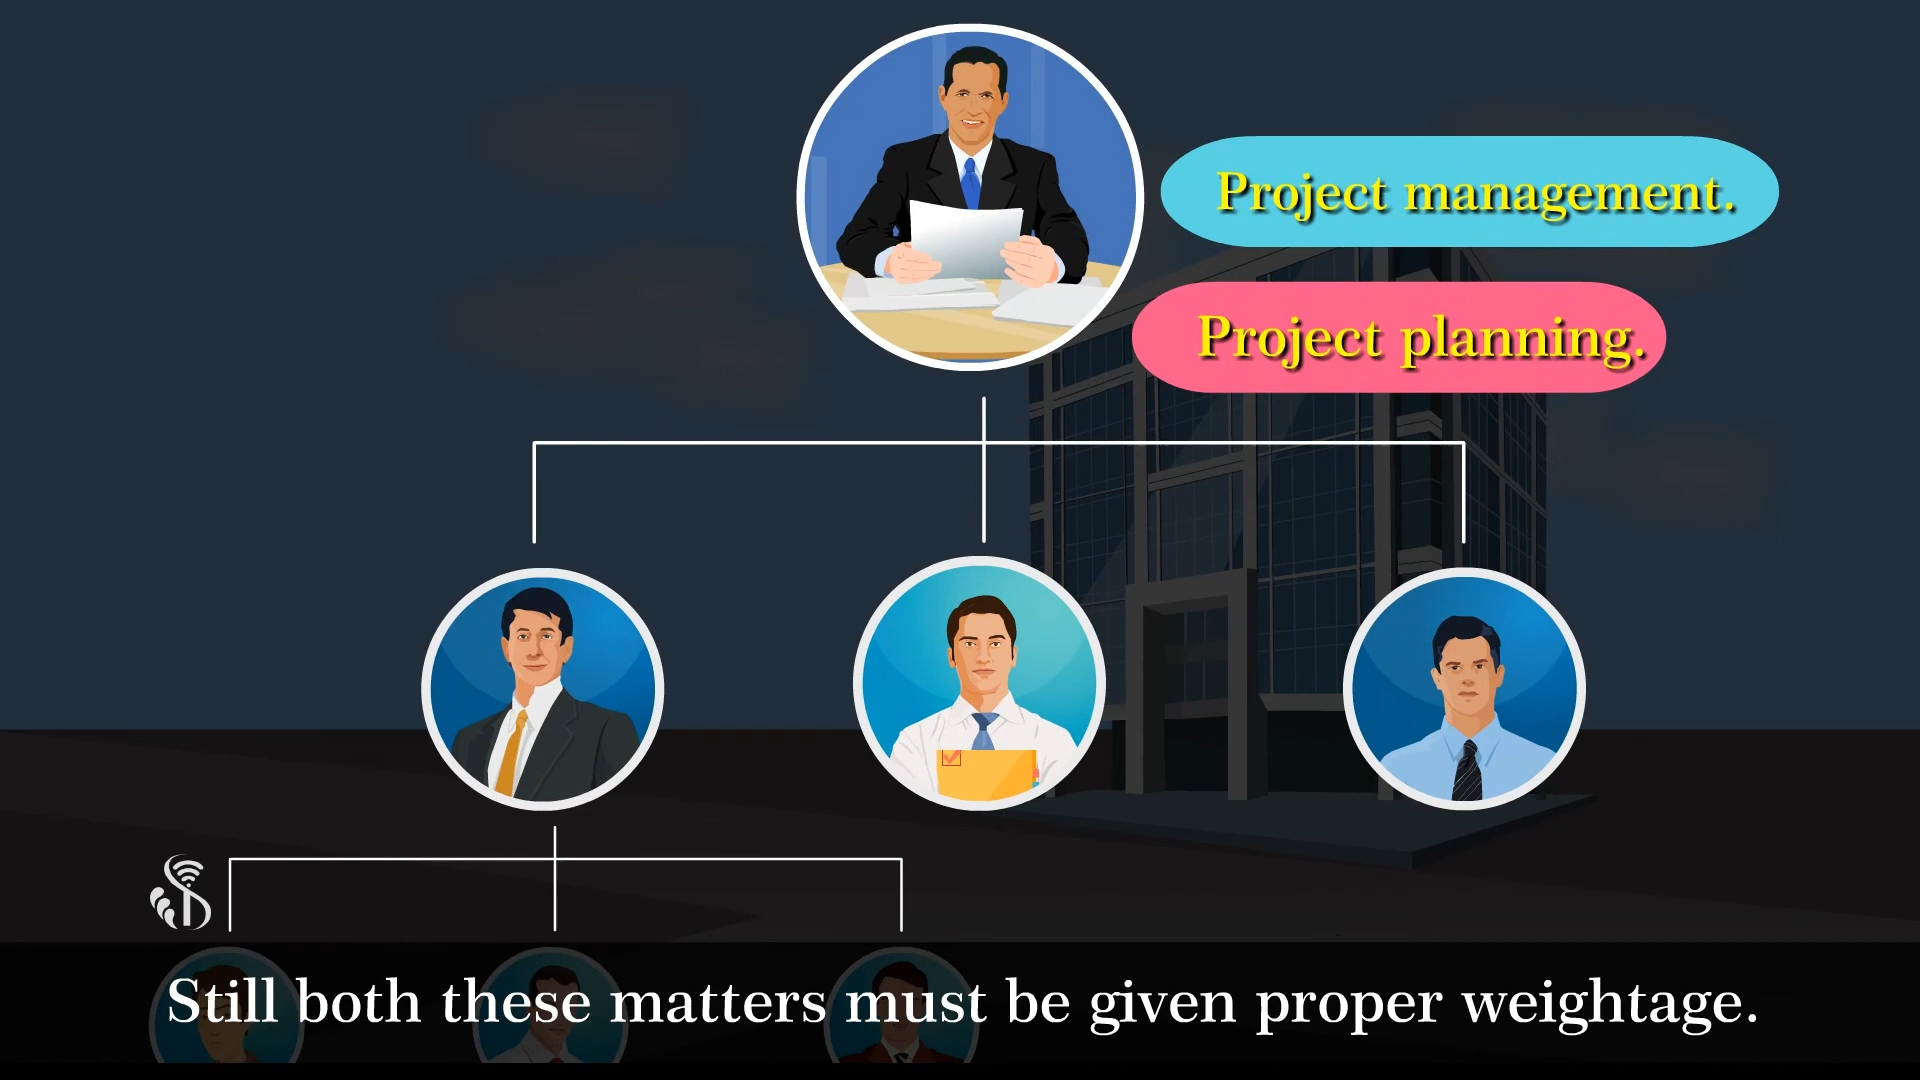 Project management.
Project planning.
Still both these matters must be given proper weightage.